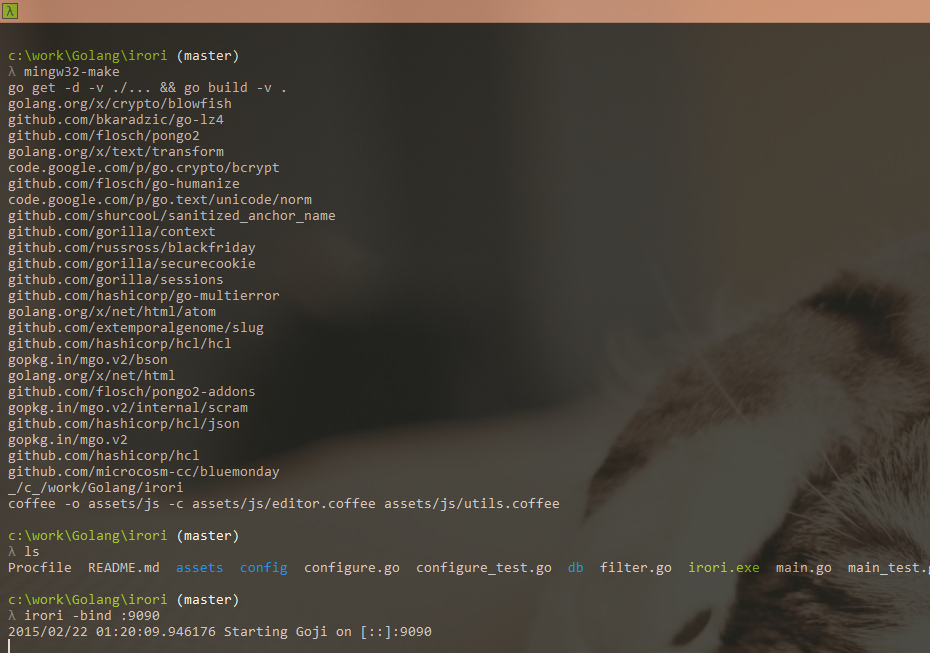 λ
c:\work\Golang\irori (master)
λ mingw32-make
go get -d -v ./... && go build -v .
golang.org/x/crypto/blowfish
github.com/bkaradzic/go-lz4
github.com/flosch/pongo2
golang.org/x/text/transform
code.google.com/p/go.crypto/bcrypt
github.com/flosch/go-humanize
code.google.com/p/go.text/unicode/norm
github.com/shurcooL/sanitized_anchor_name
github.com/gorilla/context
github.com/russross/blackfriday
github.com/gorilla/securecookie
github.com/gorilla/sessions
github.com/hashicorp/go-multierror
golang.org/x/net/html/atom
github.com/extemporalgenome/slug
github.com/hashicorp/hcl/hcl
gopkg.in/mgo.v2/bson
golang.org/x/net/html
github.com/flosch/pongo2-addons
gopkg.in/mgo.v2/internal/scram
github.com/hashicorp/hcl/json
gopkg.in/mgo.v2
github.com/hashicorp/hcl
github.com/microcosm-cc/bluemonday
_/c_/work/Golang/irori
coffee -o assets/js -c assets/js/editor.coffee assets/js/utils.coffee
c:\work\Golang\irori (master)
λ ls
Procfile README.md assets config configure.go configure_test.go db filter.go irori.exe main.go main_test.g
c:\work\Golang\irori (master)
λ irori -bind :9090
2015/02/22 01:20:09.946176 Starting Goji on [::]:9090